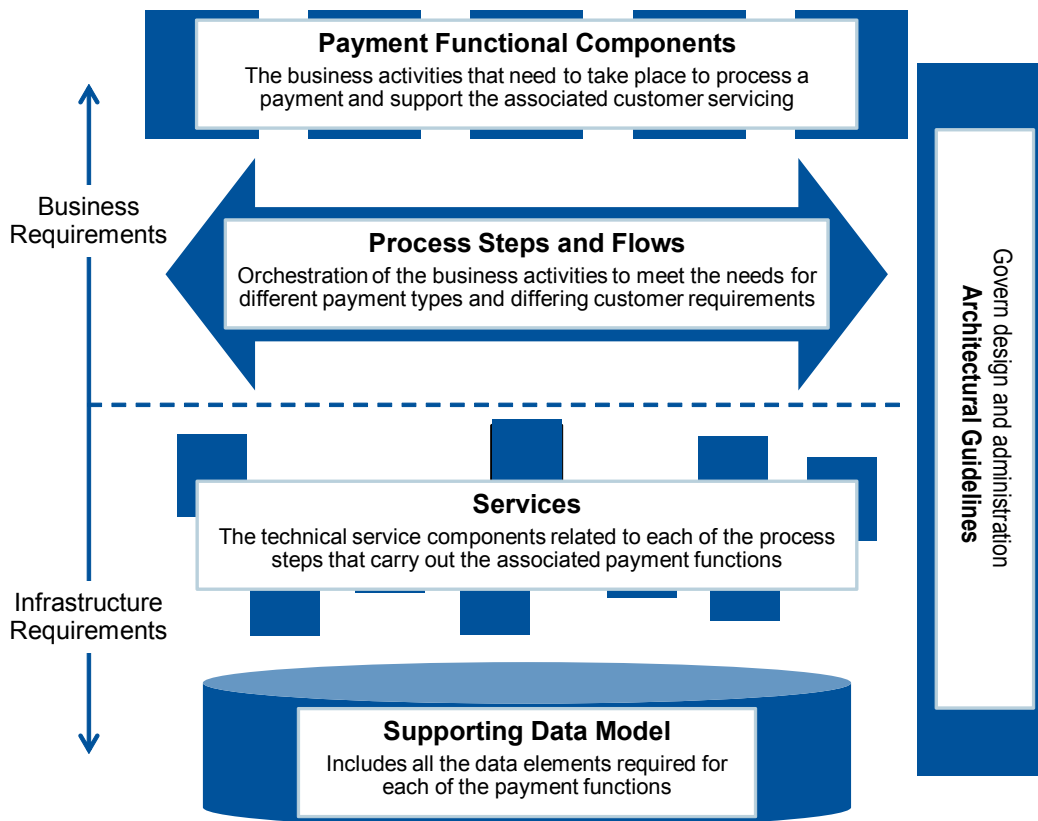 Payment Functional Components
The business activities that need to take place to process a
payment and support the associated customer servicing
Business
Requirements
Process Steps and Flows
Orchestration of the business activities to meet the needs for
different payment types and differing customer requirements
Govern design and administration
Architectural Guidelines
Services
The technical service components related to each of the process
steps that carry out the associated payment functions
Infrastructure
Requirements
Supporting Data Model
Includes all the data elements required for
each of the payment functions